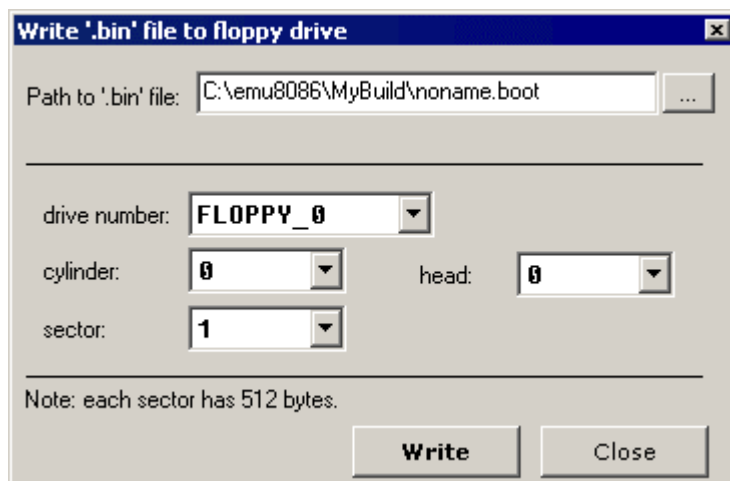 Write '.bin' file to floppy drive
Path to '.bin' file: C:\emu8086\MyBuild\noname.boot ...
drive number: FLOPPY_0
cylinder: 0 head: 0
sector: 1
Note: each sector has 512 bytes.
Write Close